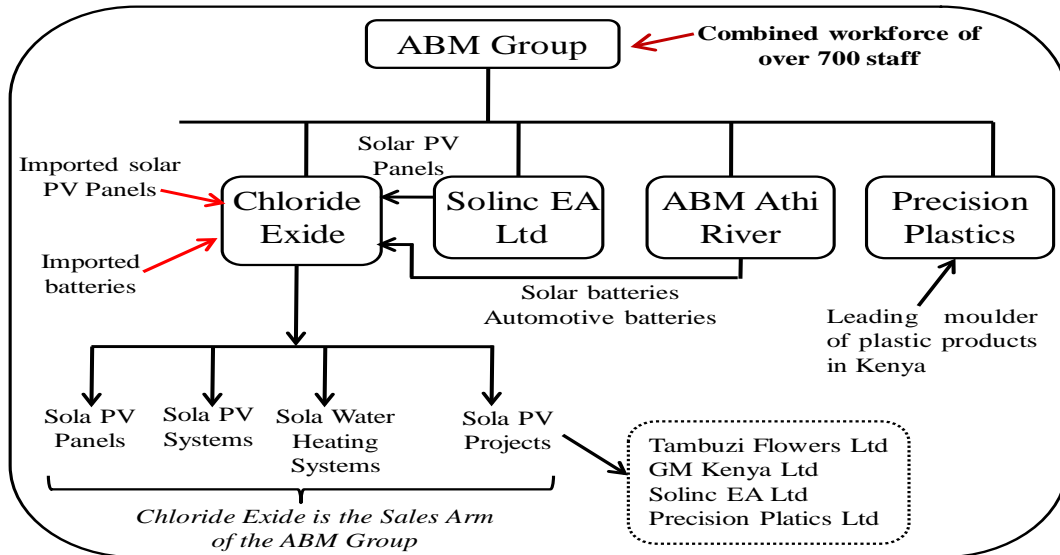 ABM Group
Combined workforce of
over 700 staff
Imported solar
PV Panels
Solar PV
Panels
Chloride
Exide
Solinc EA
Ltd
ABM Athi
River
Precision
Plastics
Imported
batteries
Solar batteries
Automotive batteries
Leading moulder
of plastic products
in Kenya
Sola PV
Panels
Sola PV
Systems
Sola Water
Heating
Systems
Sola PV
Projects
Tambuzi Flowers Ltd
GM Kenya Ltd
Solinc EA Ltd
Precision Platics Ltd
Chloride Exide is the Sales Arm
of the ABM Group